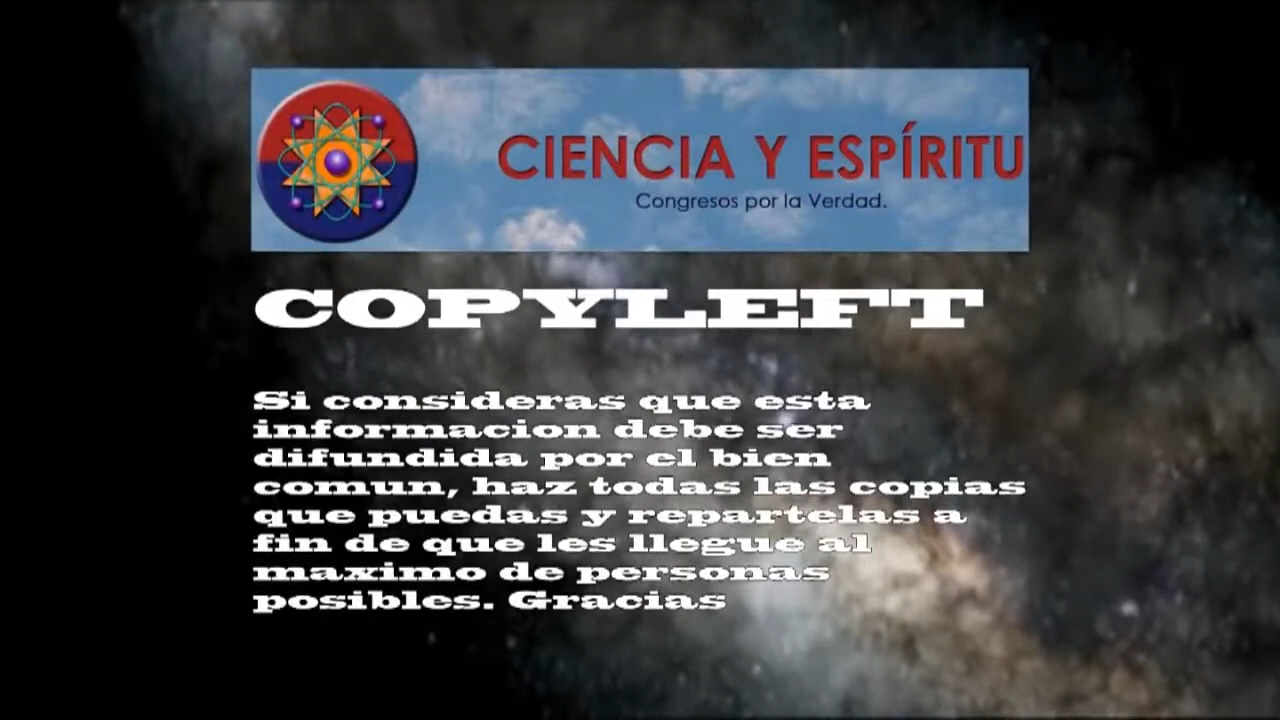 CIENCIA Y ESPÍRITU
Congresos por la Verdad.
COPYLEFT
Si consideras que esta
informacion debe ser
difundida por el bien
comun, haz todas las copias
que puedas y repartelas a
fin de que les llegue al
maximo de personas
posibles. Gracias